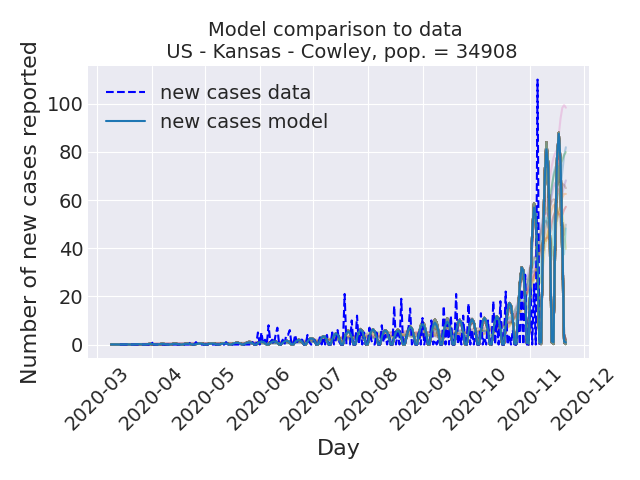 Model comparison to data
US - Kansas - Cowley, pop. = 34908
Number of new cases reported
new cases data
new cases model
100
80
60
40
20
0
2020-03
2020-04
2020-05
2020-06
2020-07
2020-08
2020-09
2020-10
2020-11
2020-12
Day